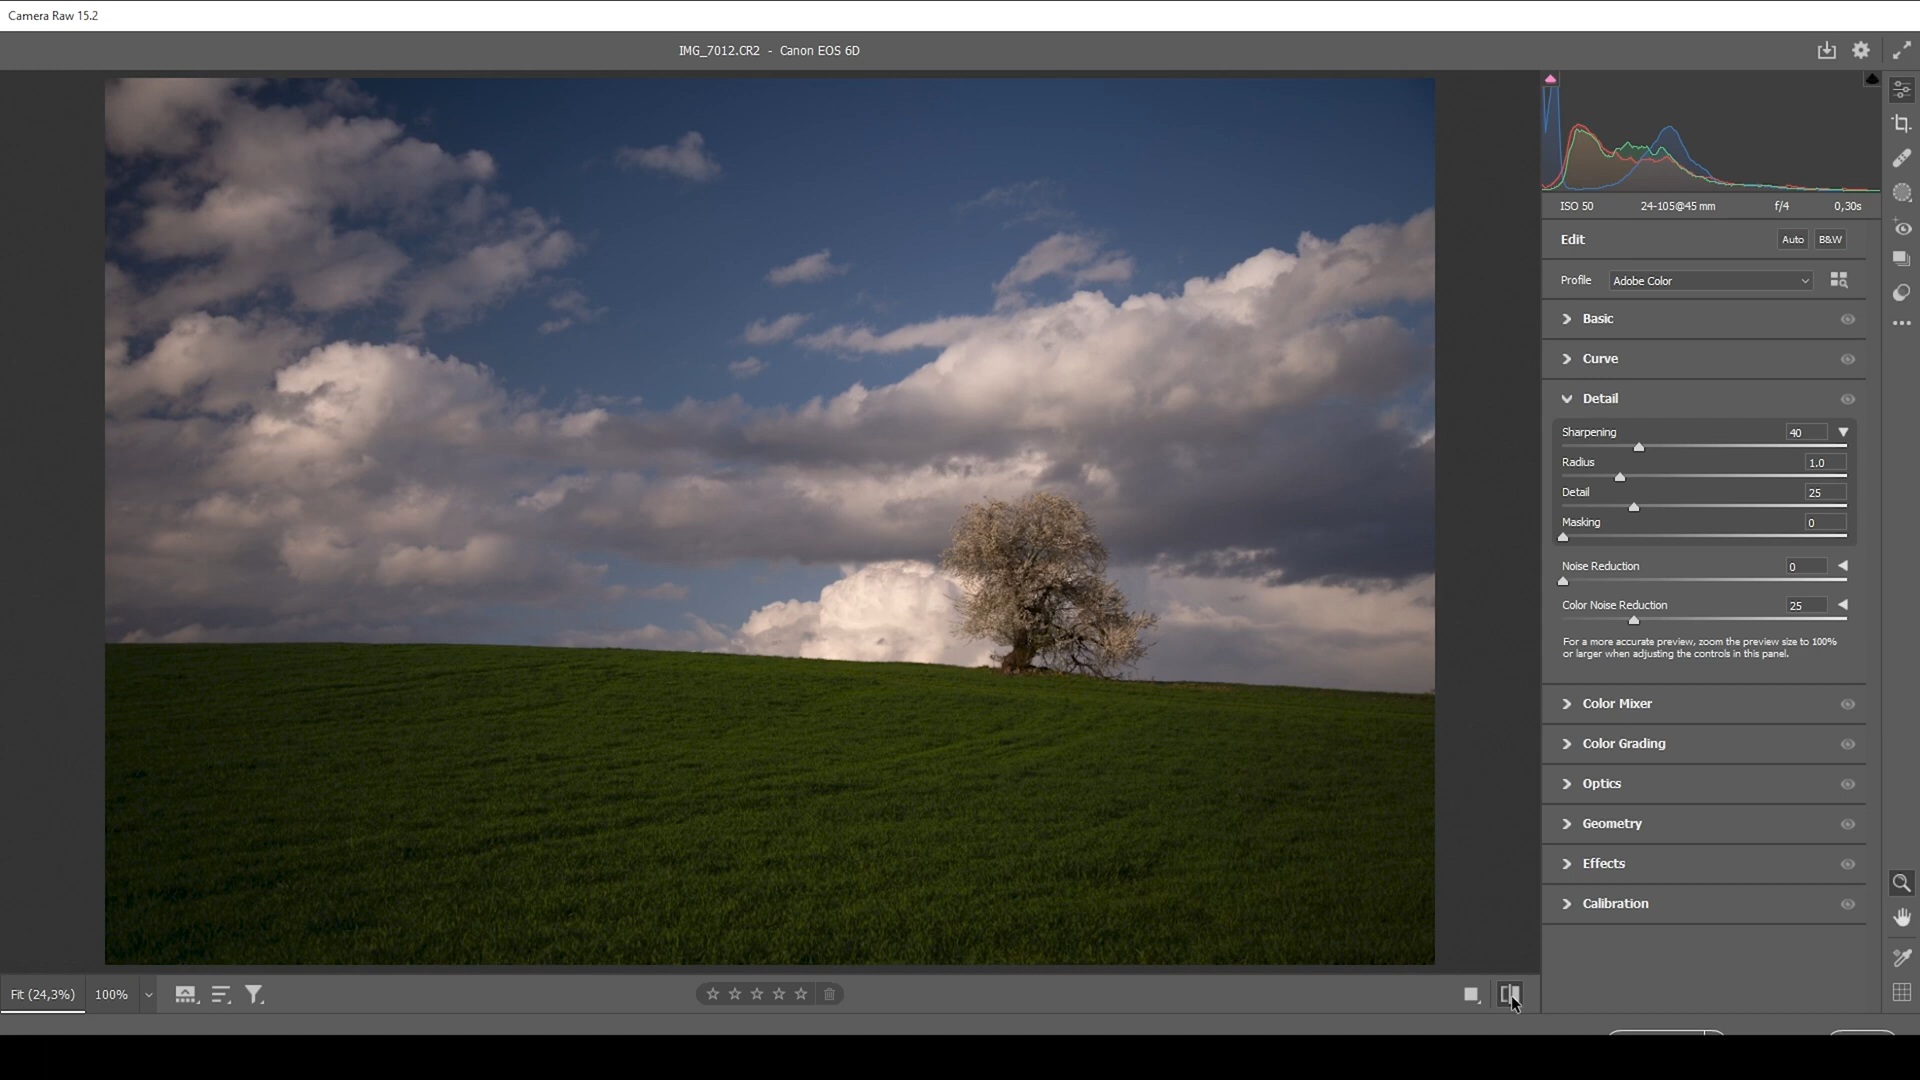 Camera Raw 15.2
IMG_7012.CR2 - Canon EOS 6D
ISO 50 24-105@45 mm f/4 0,30s
Edit Auto B&W
Profile Adobe Color
Basic
Curve
Detail
Sharpening 40
Radius 1.0
Detail 25
Masking 0
Noise Reduction 0
Color Noise Reduction 25
For a more accurate preview, zoom the preview size to 100%
or larger when adjusting the controls in this panel.
Color Mixer
Color Grading
Optics
Geometry
Effects
Calibration
Fit (24,3%) 100%